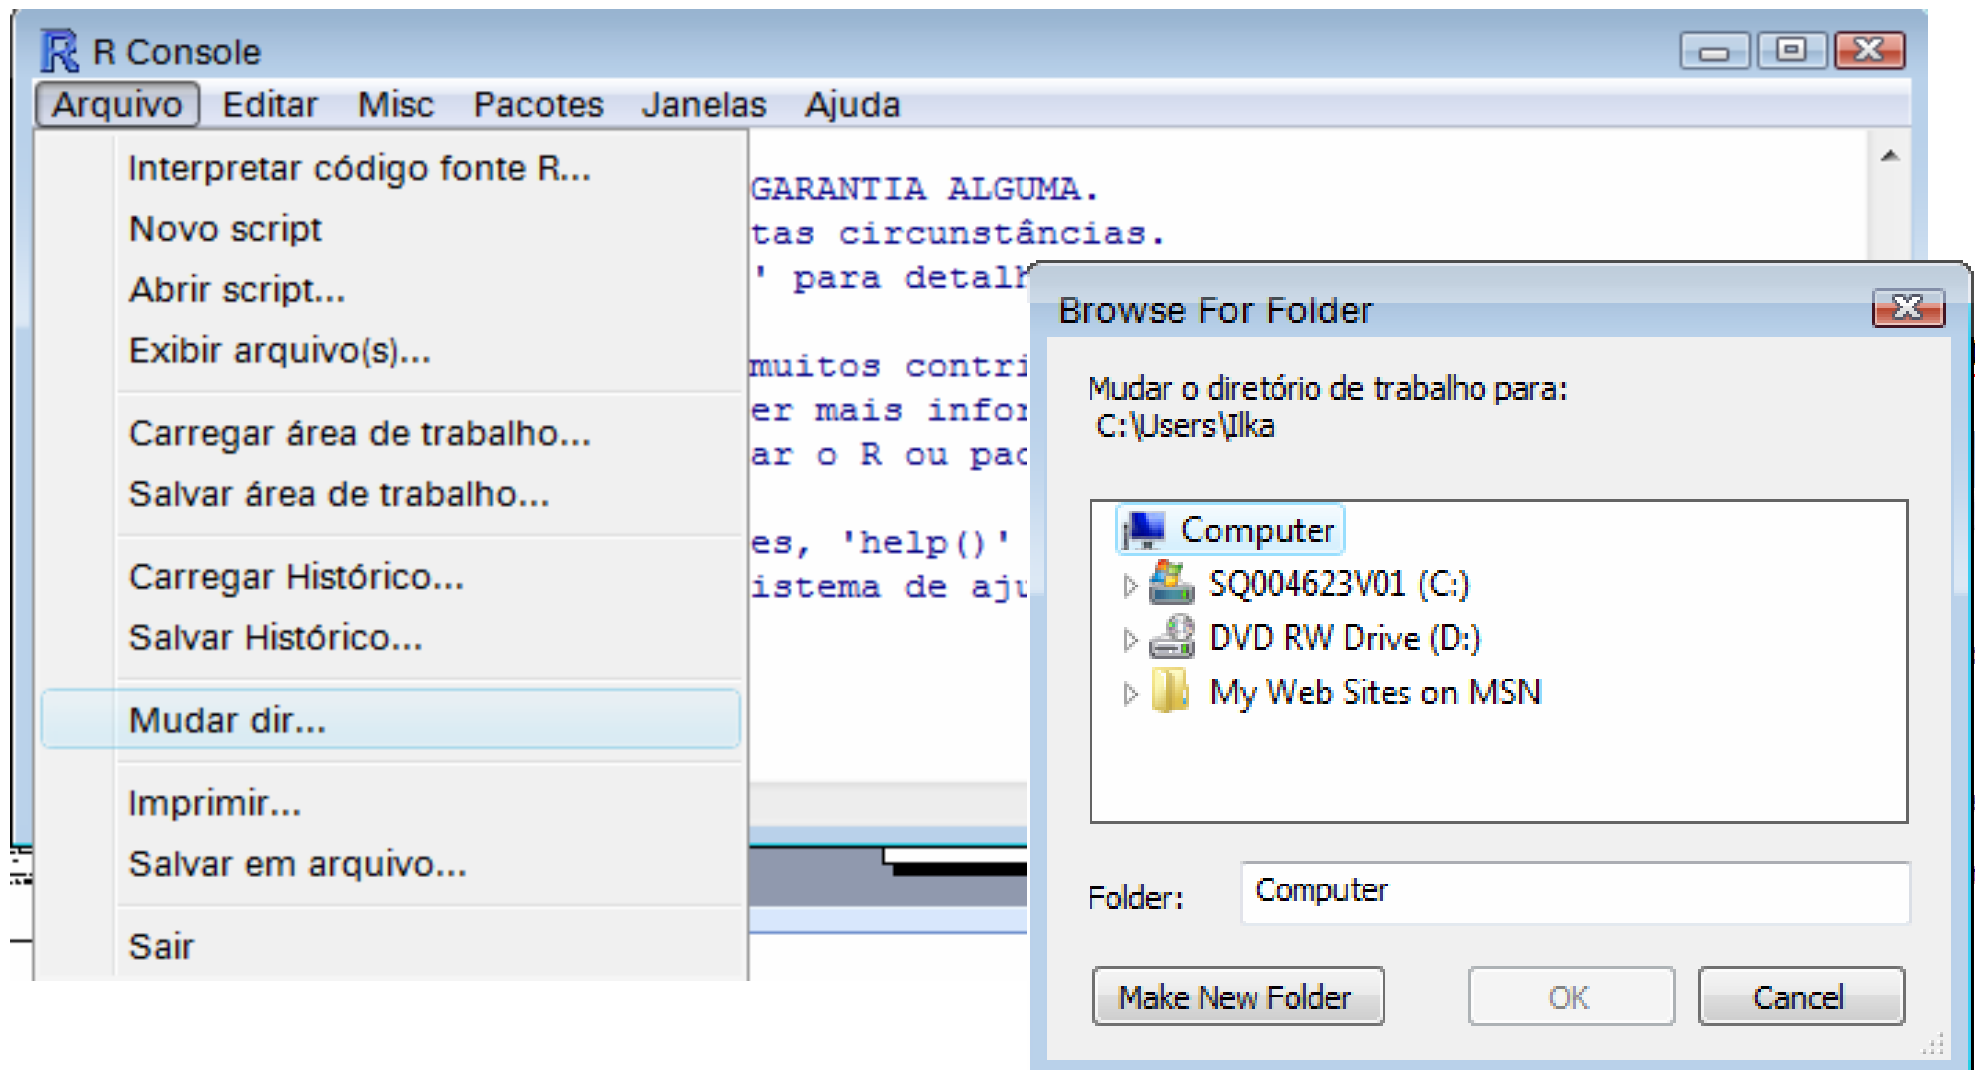 R Console
Arquivo Editar Misc Pacotes Janelas Ajuda
Interpretar código fonte R...
Novo script
Abrir script...
Exibir arquivo(s)...
Carregar área de trabalho...
Salvar área de trabalho...
Carregar Histórico...
Salvar Histórico...
Mudar dir...
Imprimir...
Salvar em arquivo...
Sair
GARANTIA ALGUMA.
tas circunstâncias.
' para detalh
muitos contri
er mais infor
ar o R ou pac
es, 'help()'
istema de aju
Browse For Folder
Mudar o diretório de trabalho para:
C:\Users\Ilka
Computer
SQ004623V01 (C:)
DVD RW Drive (D:)
My Web Sites on MSN
Folder: Computer
Make New Folder OK Cancel